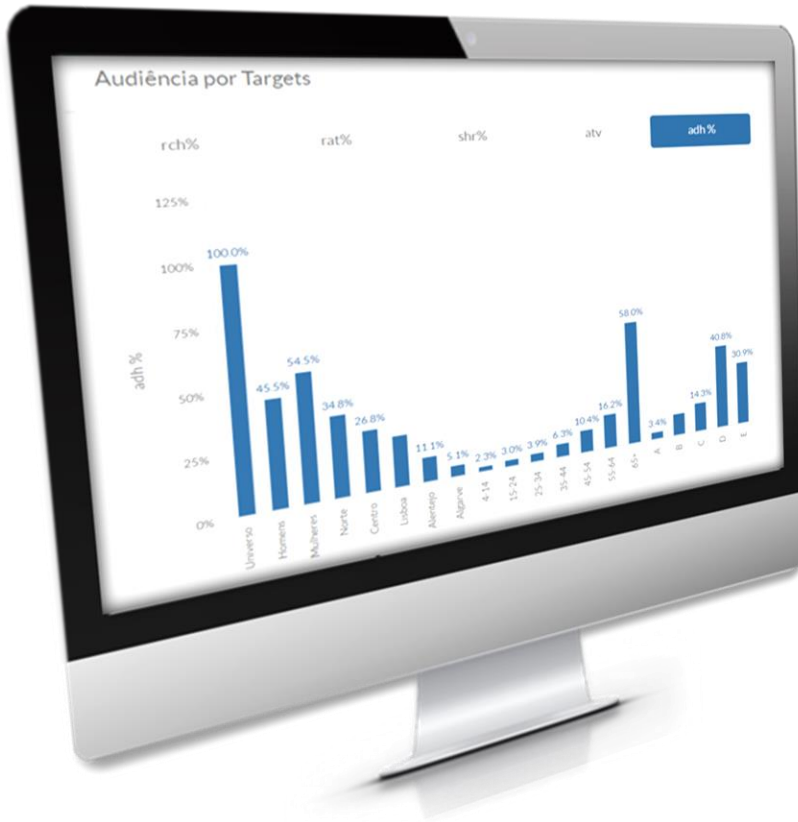 Audiência por Targets
rch%
rat%
shr%
atv
adh%
125%
100%
75%
50%
25%
0%
adh %
100.0%
45.5%
54.5%
34.8%
26.8%
11.1%
5.1%
2.3%
3.0%
3.9%
6.3%
10.4%
16.2%
58.0%
3.4%
14.3%
40.8%
30.9%
Universo
Homens
Mulheres
Norte
Centro
Lisboa
Alentejo
Algarve
4-14
15-24
25-34
35-44
45-54
55-64
65+
A
B
C
D
E